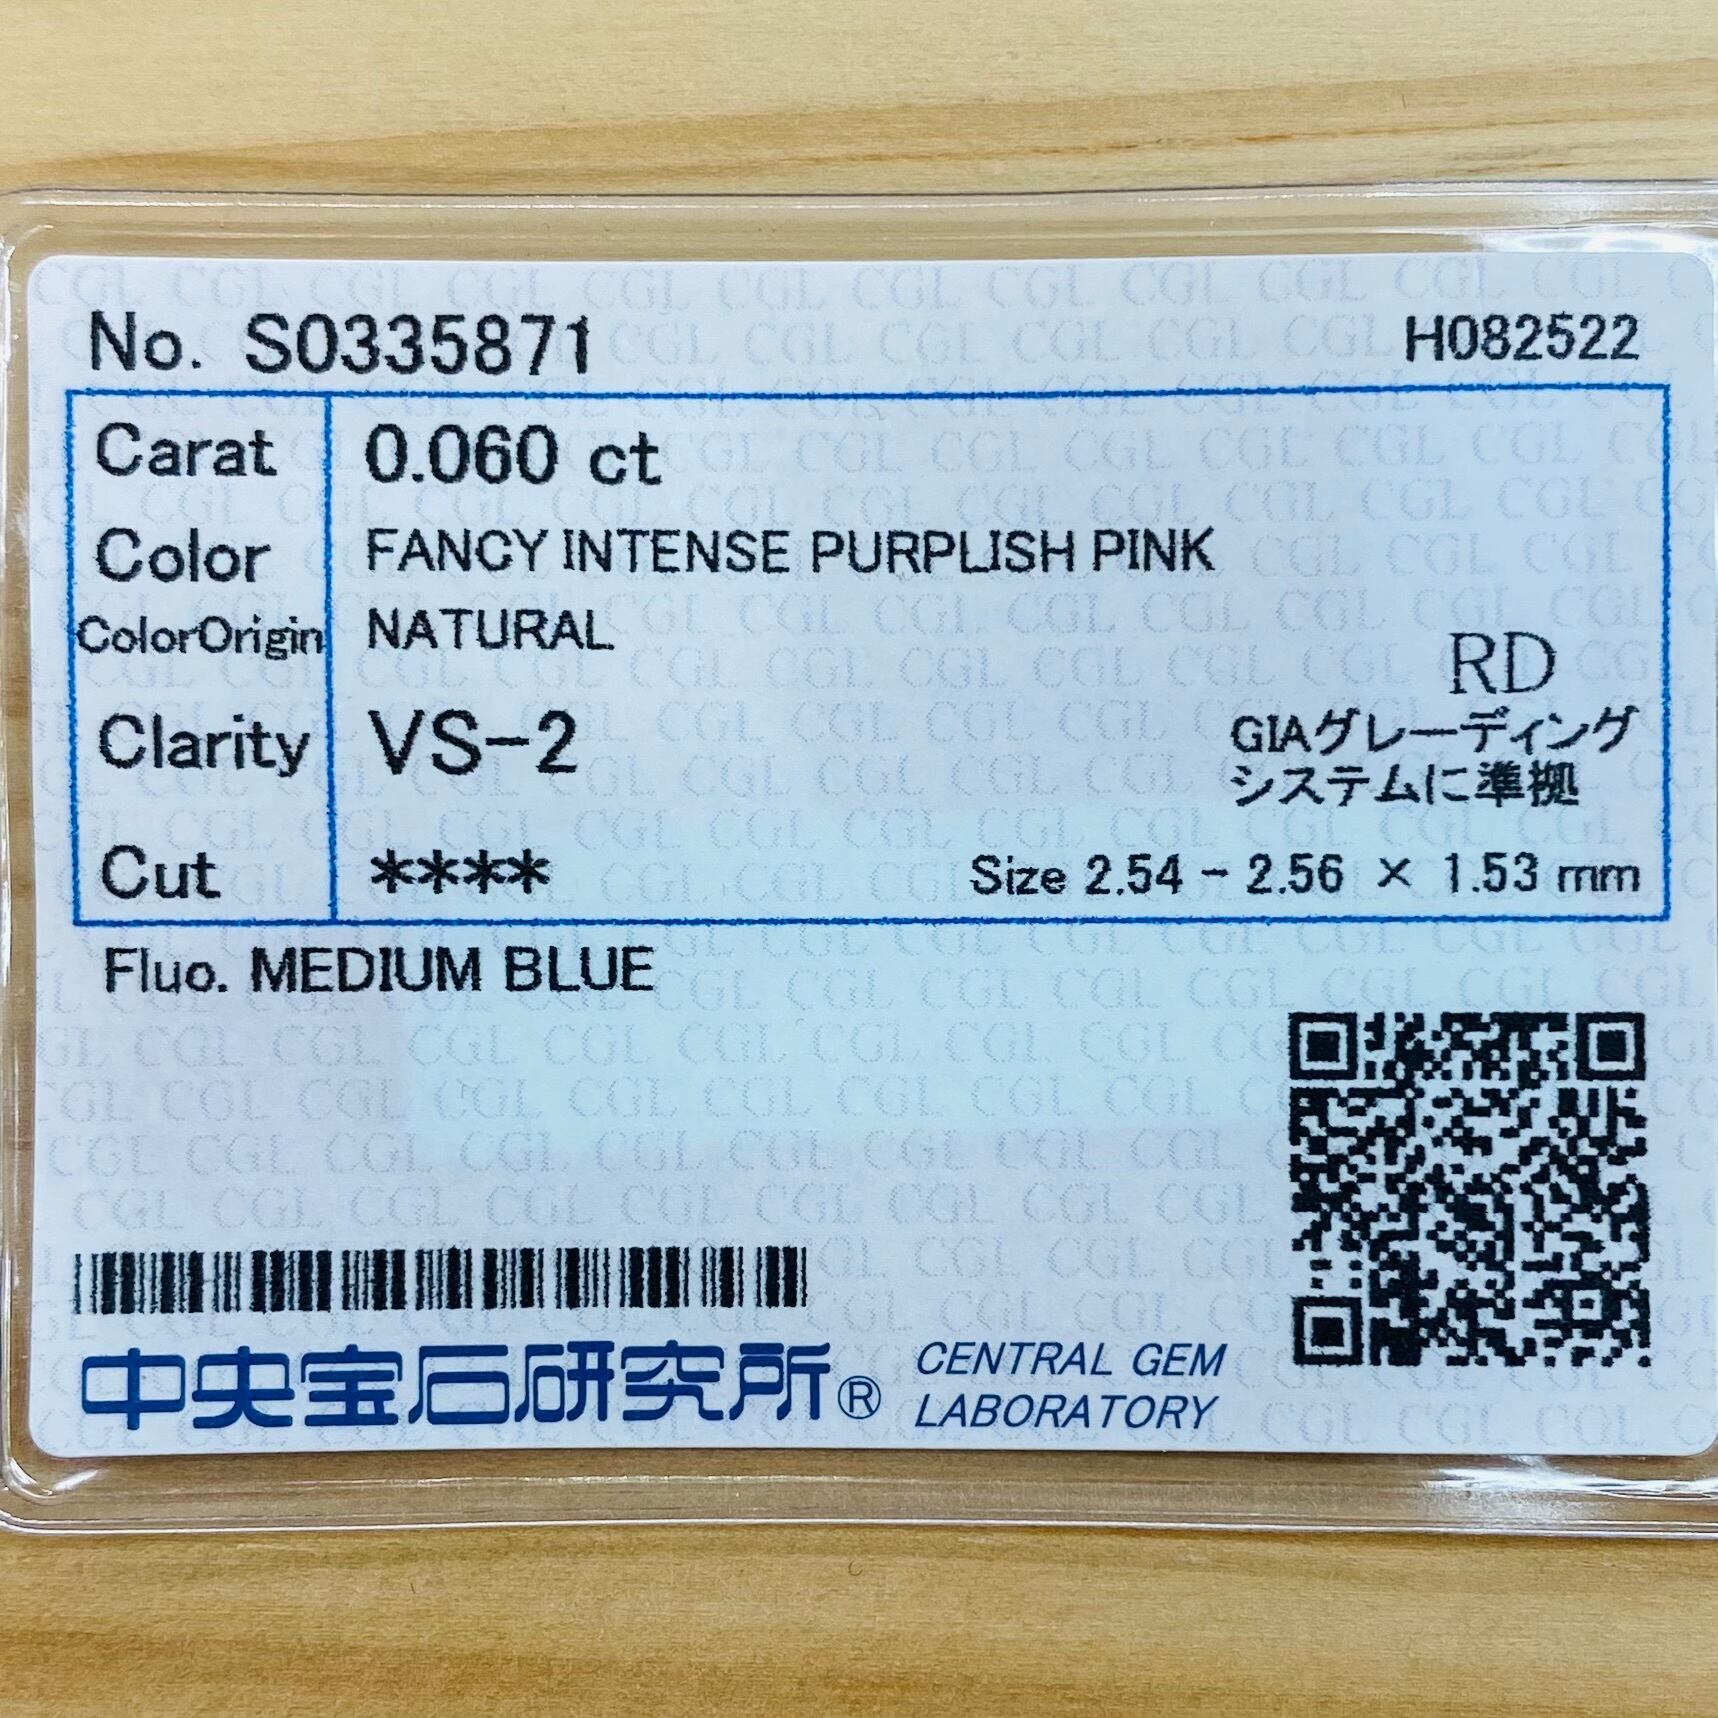 No. S0335871 H082522
Carat 0.060 ct
Color FANCY INTENSE PURPLISH PINK
ColorOrigin NATURAL
RD
Clarity VS-2
GIAグレーディング
システムに準拠
Cut **** Size 2.54 - 2.56 × 1.53 mm
Fluo. MEDIUM BLUE
中央宝石研究所®
CENTRAL GEM
LABORATORY